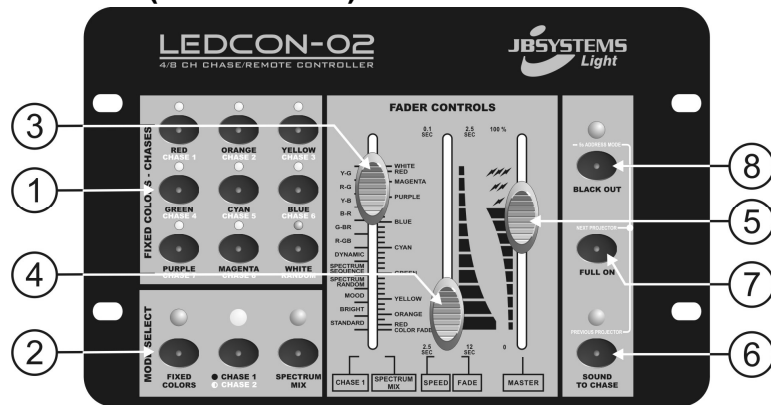 LEDCON-02
4/8 CH CHASE/REMOTE CONTROLLER
JBSYSTEMS
Light
FIXED COLORS - CHASES
RED
CHASE 1
ORANGE
CHASE 2
YELLOW
CHASE 3
GREEN
CHASE 4
CYAN
CHASE 5
BLUE
CHASE 6
PURPLE
MAGENTA
WHITE
RANDOM
MODE SELECT
FIXED
COLORS
CHASE 1
CHASE 2
SPECTRUM
MIX
FADER CONTROLS
0.1
SEC
2.5
SEC
100 %
Y-G
R-G
Y-B
B-R
G-BR
R-GB
DYNAMIC
SPECTRUM
SEQUENCE
SPECTRUM
RANDOM
MOOD
BRIGHT
STANDARD
WHITE
RED
MAGENTA
PURPLE
BLUE
CYAN
GREEN
YELLOW
ORANGE
RED
COLOR FADE
2.5
SEC
12
SEC
0
CHASE 1
SPECTRUM
MIX
SPEED
FADE
MASTER
BLACK OUT
NEXT PROJECTOR
FULL ON
PREVIOUS PROJECTOR
SOUND
TO CHASE
3
1
4
2
8
5
7
6